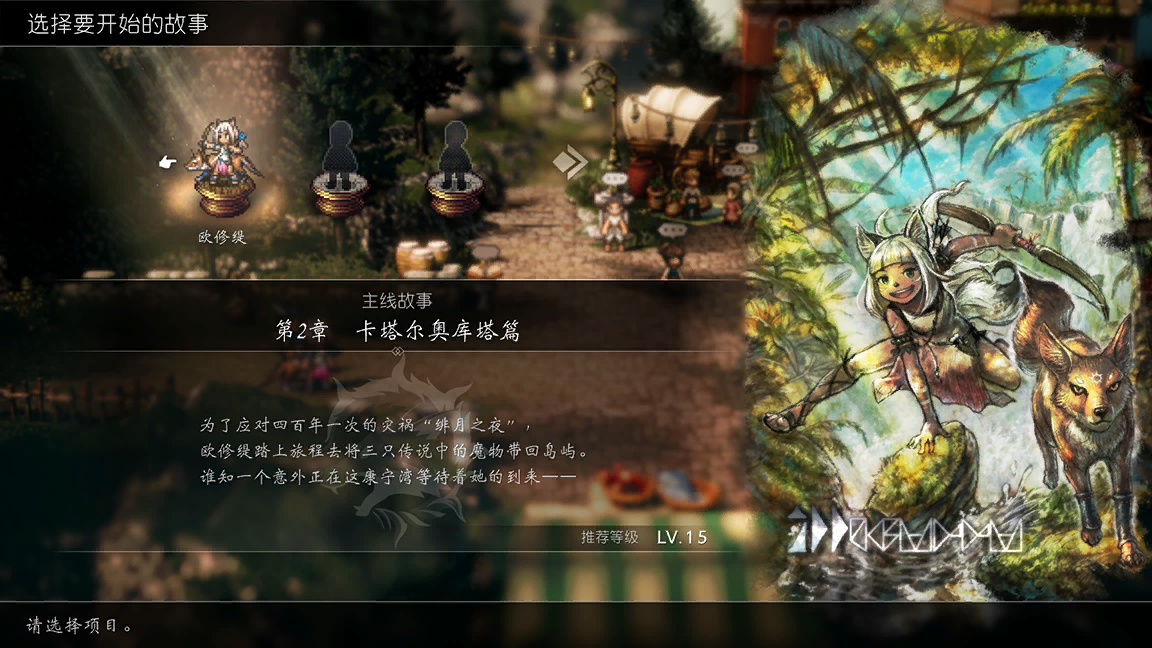 选择要开始的故事
欧修缇
主线故事
第2章 卡塔尔奥库塔篇
为了应对四百年一次的灾祸“绯月之夜”，
欧修缇踏上旅程去将三只传说中的魔物带回岛屿。
谁知一个意外正在这康宁湾等待着她的到来——
推荐等级 LV.15
请选择项目。